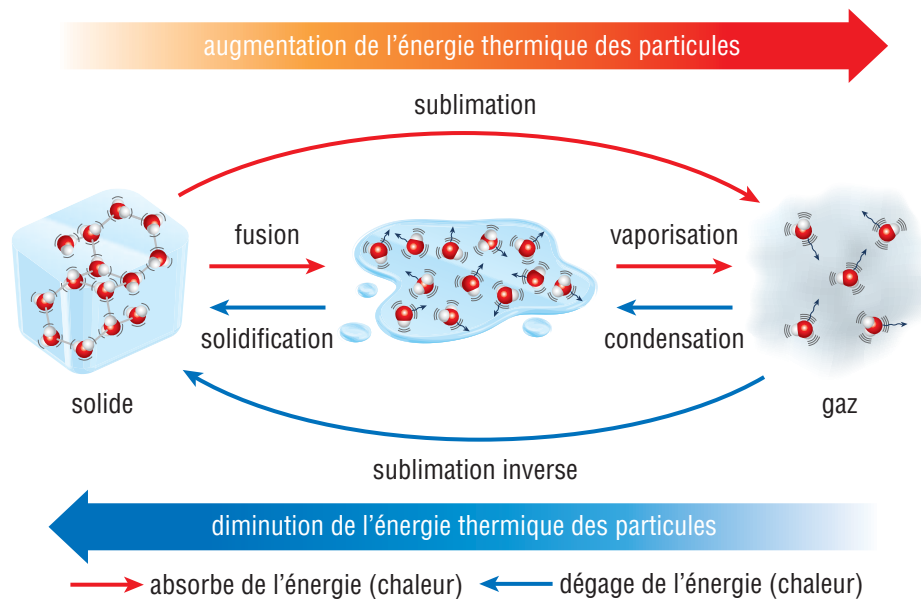 augmentation de l'énergie thermique des particules
sublimation
fusion
vaporisation
solidification
condensation
solide
gaz
sublimation inverse
diminution de l'énergie thermique des particules
absorbe de l'énergie (chaleur)
dégage de l'énergie (chaleur)